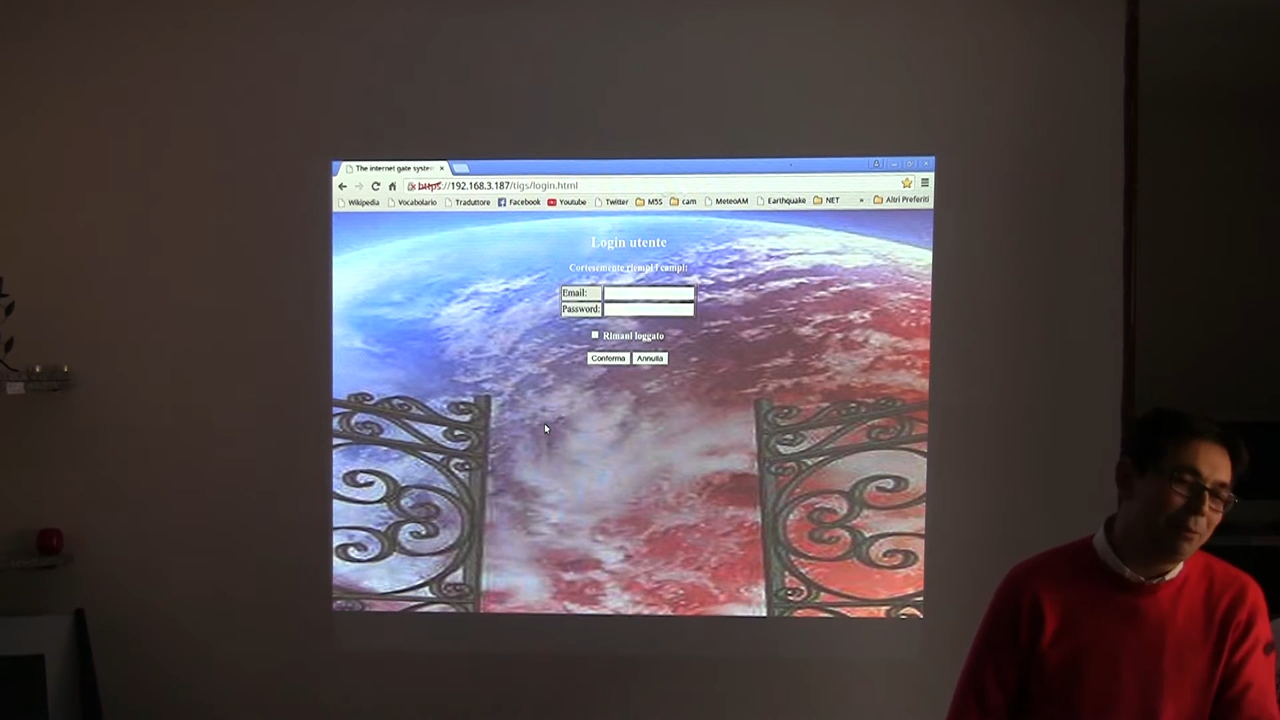 The internet gate system
https://192.168.3.187/tigs/login.html
Wikipedia Vocabolario Traduttore Facebook Youtube Twitter M5S cam MeteoAM Earthquake NET » Altri Preferiti
Login utente
Cortesemente riempi i campi:
Email:
Password:
Rimani loggato
Conferma Annulla